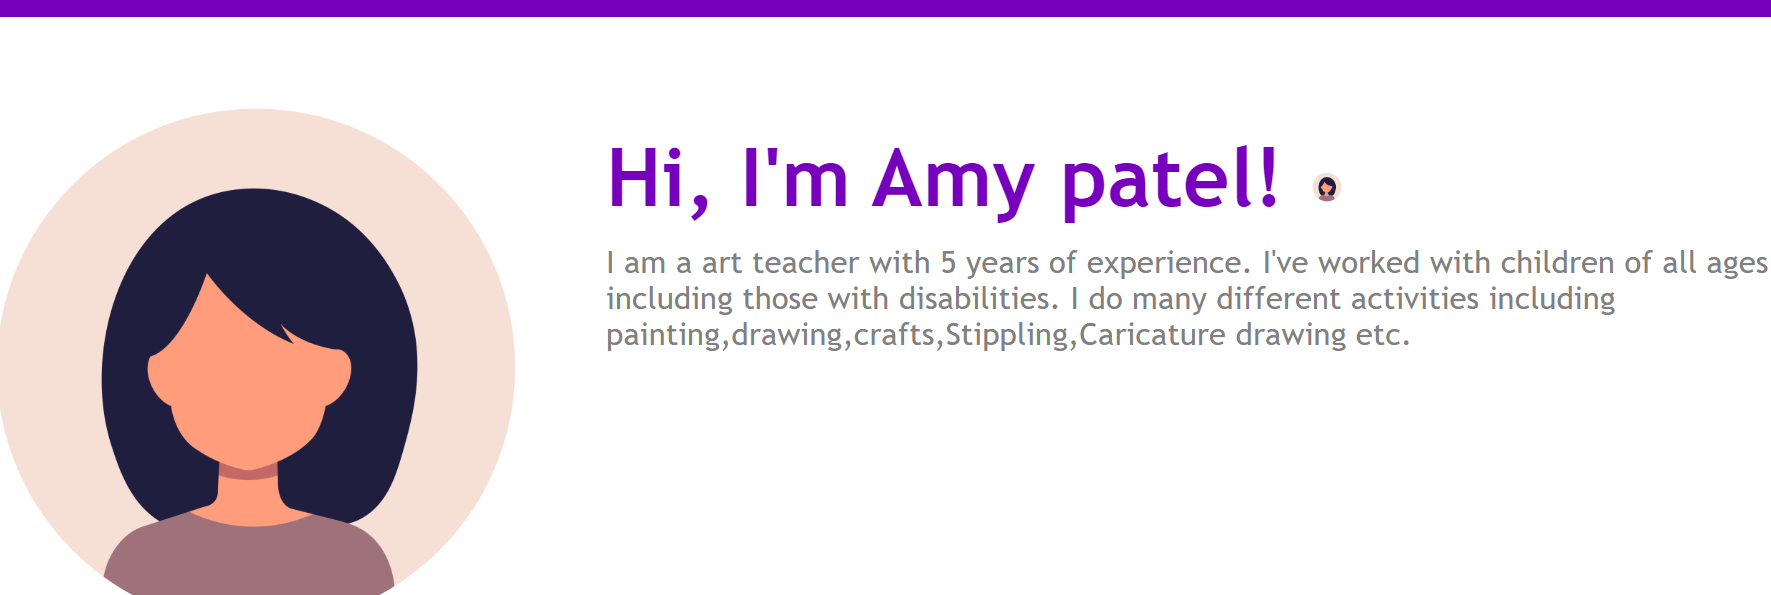 Hi, I'm Amy patel!
I am a art teacher with 5 years of experience. I've worked with children of all ages
including those with disabilities. I do many different activities including
painting,drawing,crafts,Stippling,Caricature drawing etc.